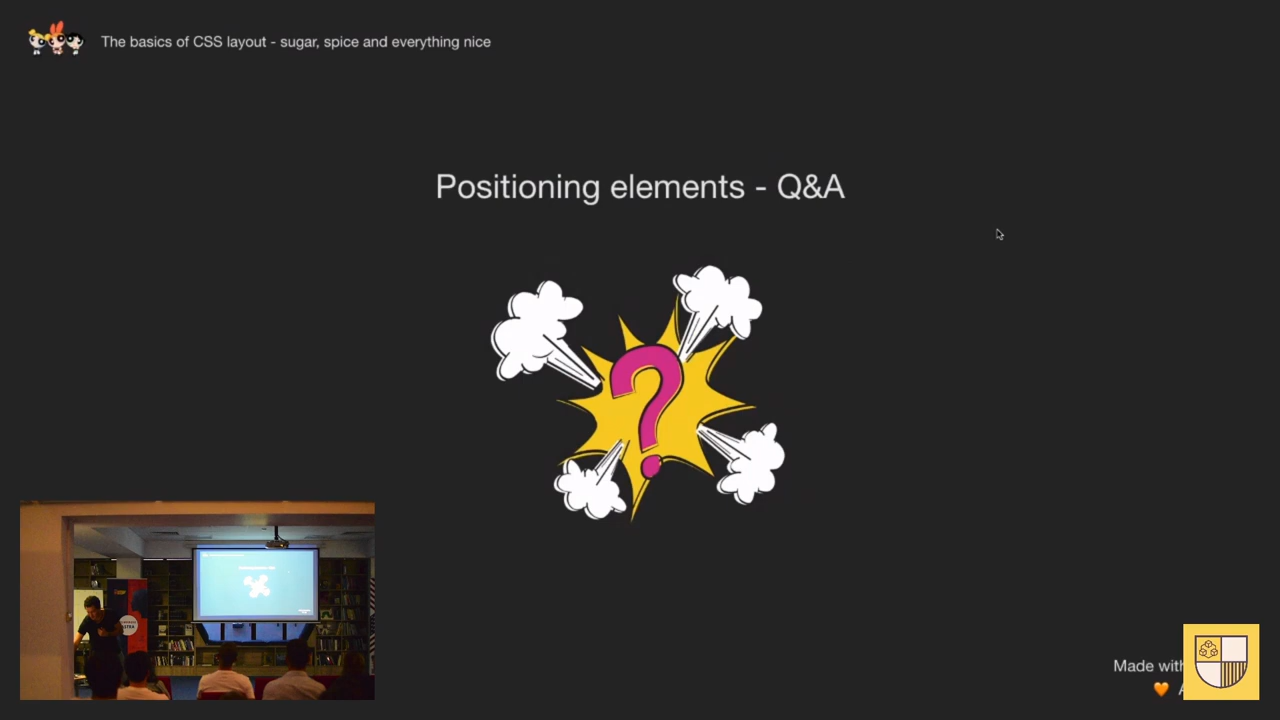 The basics of CSS layout - sugar, spice and everything nice
Positioning elements - Q&A
?
Made with
🧡 A